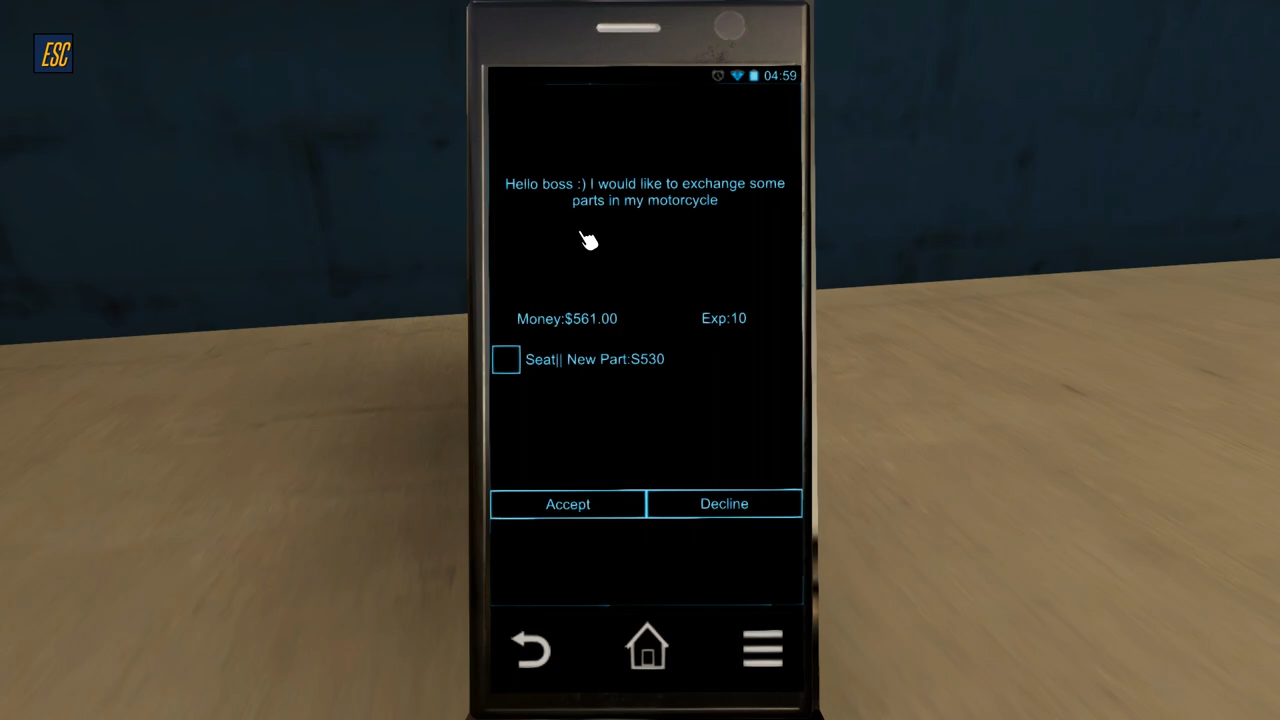 ESC
04:59
Hello boss :) I would like to exchange some
parts in my motorcycle
Money:$561.00 Exp:10
Seat|| New Part:S530
Accept Decline